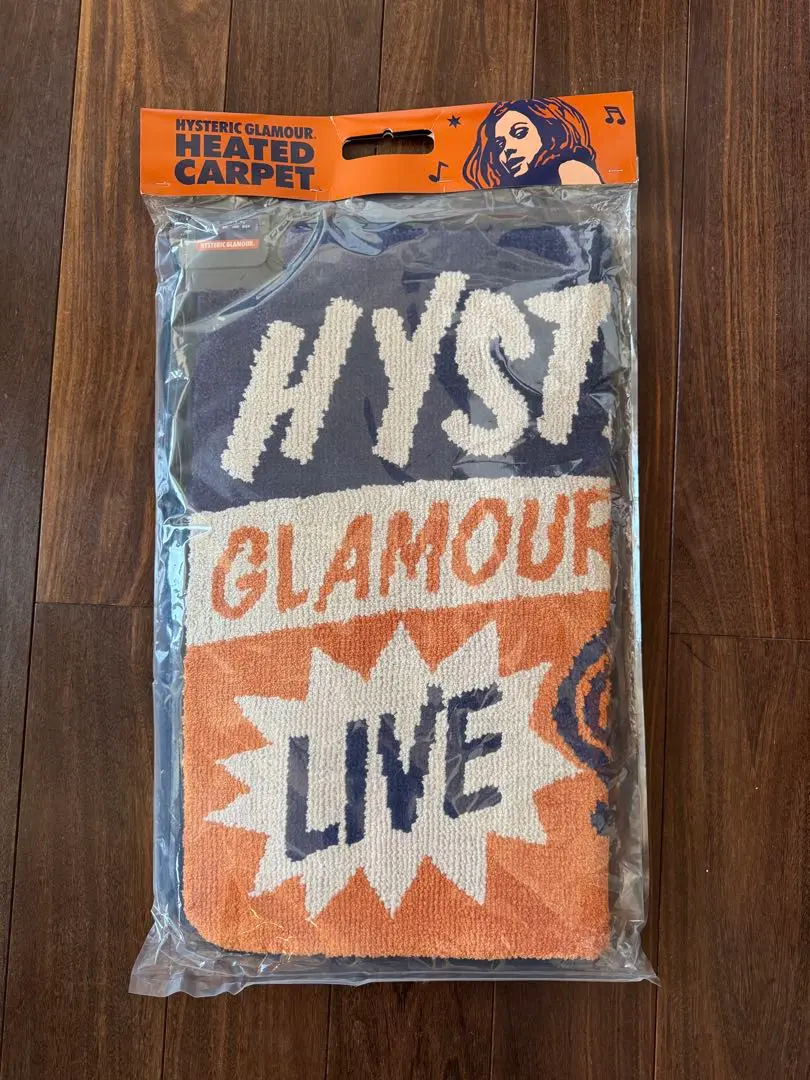 HYSTERIC GLAMOUR.
HEATED
CARPET
HYSTERIC GLAMOUR.
HYST
GLAMOUR
LIVE